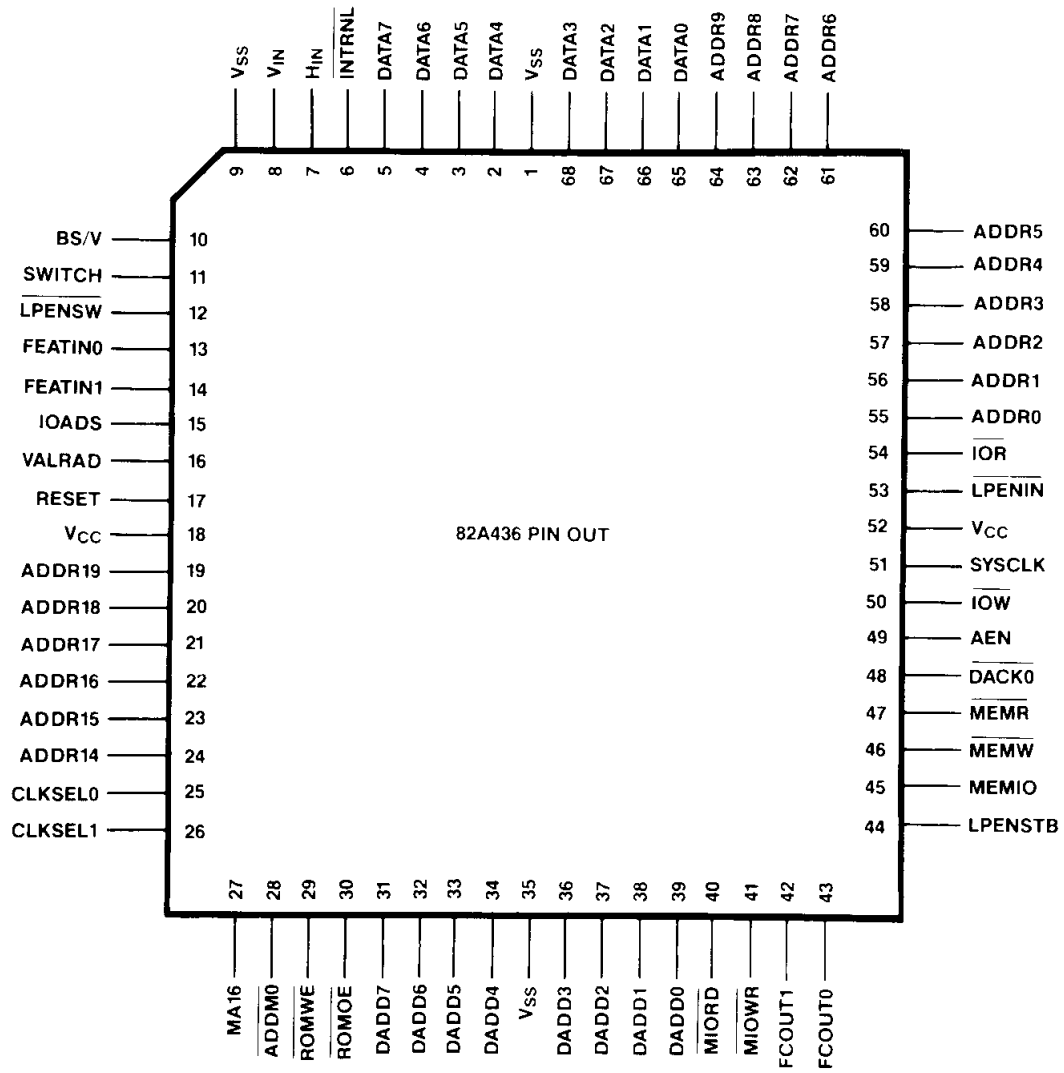 VSS VIN HIN INTRNL DATA7 DATA6 DATA5 DATA4 VSS DATA3 DATA2 DATA1 DATA0 ADDR9 ADDR8 ADDR7 ADDR6
9 8 7 6 5 4 3 2 1 68 67 66 65 64 63 62 61
BS/V 10
SWITCH 11
LPENSW 12
FEATIN0 13
FEATIN1 14
IOADS 15
VALRAD 16
RESET 17
VCC 18
ADDR19 19
ADDR18 20
ADDR17 21
ADDR16 22
ADDR15 23
ADDR14 24
CLKSEL0 25
CLKSEL1 26
82A436 PIN OUT
60 ADDR5
59 ADDR4
58 ADDR3
57 ADDR2
56 ADDR1
55 ADDR0
54 IOR
53 LPENIN
52 VCC
51 SYSCLK
50 IOW
49 AEN
48 DACK0
47 MEMR
46 MEMW
45 MEMIO
44 LPENSTB
27 28 29 30 31 32 33 34 35 36 37 38 39 40 41 42 43
MA16 ADDM0 ROMWE ROMOE DADD7 DADD6 DADD5 DADD4 VSS DADD3 DADD2 DADD1 DADD0 MIORD MIOWR FCOUT1 FCOUT0